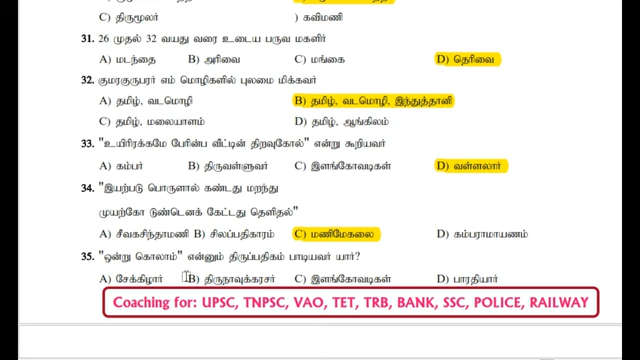 C) திருமூலர் ) கவிமணி
31. 26 முதல் 32 வயது வரை உடைய பருவ மகளிர்
A) மடந்தை B) அரிவை C) மங்கை D) தெரிவை
32. குமரகுருபரர் எம் மொழிகளில் புலமை மிக்கவர்
A) தமிழ், வடமொழி B) தமிழ், வடமொழி, இந்துத்தானி
C) தமிழ், மலையாளம் D) தமிழ், ஆங்கிலம்
33. "உயிரிரக்கமே பேரின்ப வீட்டின் திறவுகோல்" என்று கூறியவர்
A) கம்பர் B) திருவள்ளுவர் C) இளங்கோவடிகள் D) வள்ளலார்
34. "இயற்படு பொருளால் கண்டது மறந்து
முயற்கோ டுண்டெனக் கேட்டது தெளிதல்"
A) சீவகசிந்தாமணி B) சிலப்பதிகாரம் C) மணிமேகலை D) கம்பராமாயணம்
35. "ஒன்று கொலாம்" என்னும் திருப்பதிகம் பாடியவர் யார்?
A) சேக்கிழார் B) திருநாவுக்கரசர் C) இளங்கோவடிகள் D) பாரதியார்
Coaching for: UPSC, TNPSC, VAO, TET, TRB, BANK, SSC, POLICE, RAILWAY